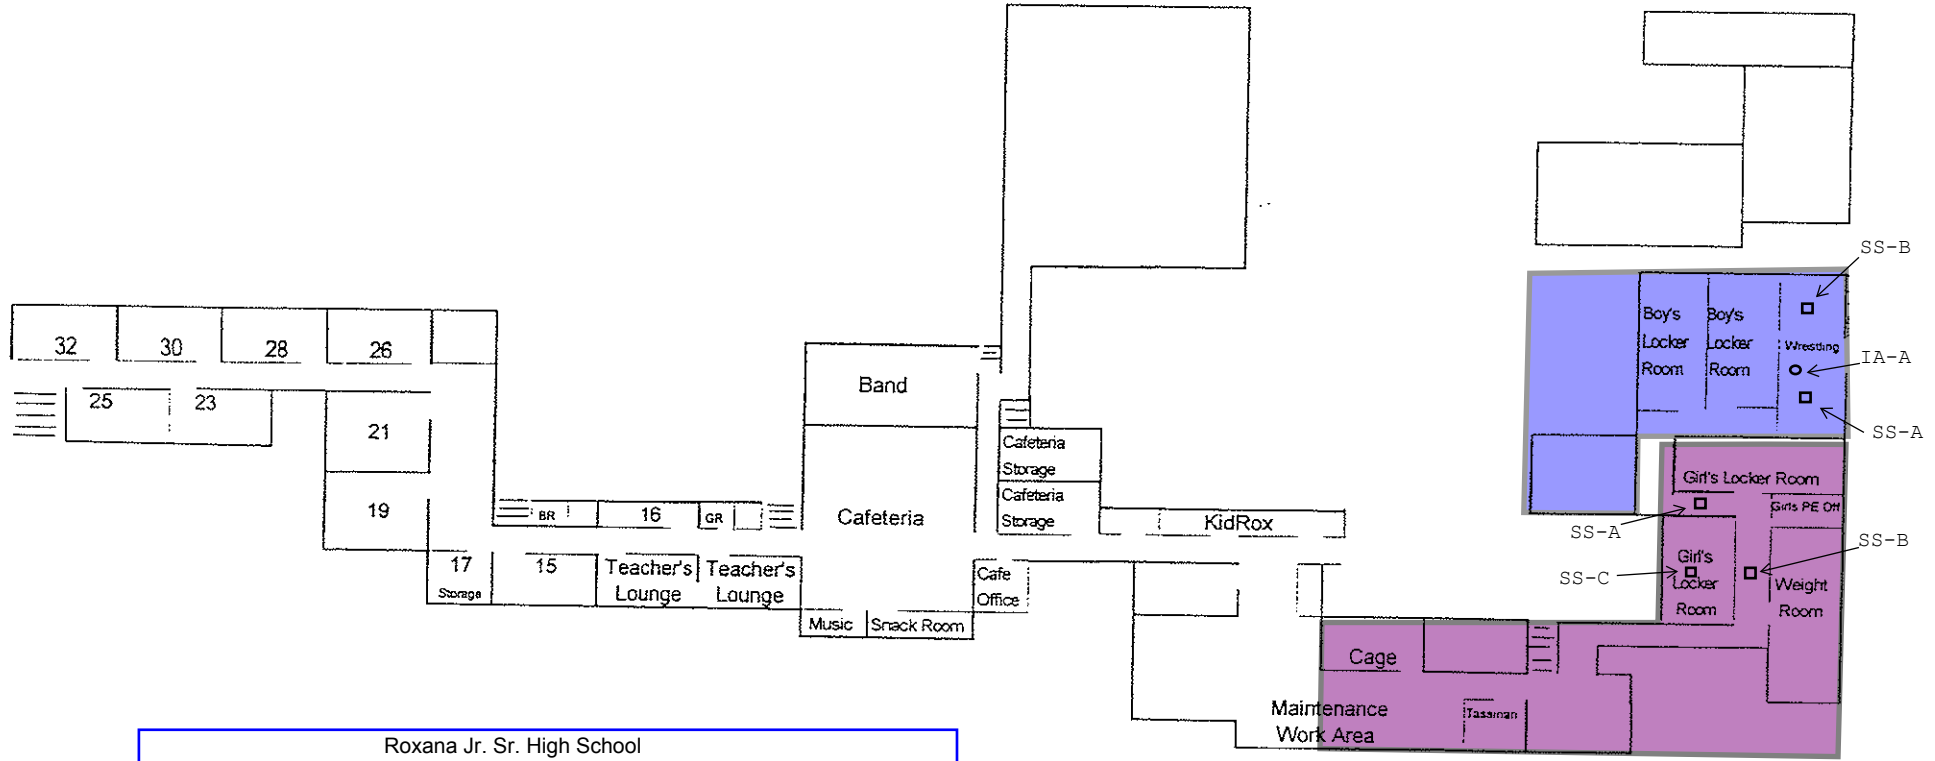 SS-B
Boy's
Locker
Room
Boy's
Locker
Room
Wrestling
IA-A
SS-A
32
30
28
26
25
23
21
19
Band
Cafeteria
Storage
Cafeteria
Storage
Cafeteria
BR
16
GR
KidRox
17
Storage
15
Teacher's
Lounge
Teacher's
Lounge
Cafe
Office
Music
Snack Room
Girl's Locker Room
Girls PE Off
SS-A
SS-B
SS-C
Girl's
Locker
Room
Weight
Room
Cage
Maintenance
Work Area
Tassman
Roxana Jr. Sr. High School